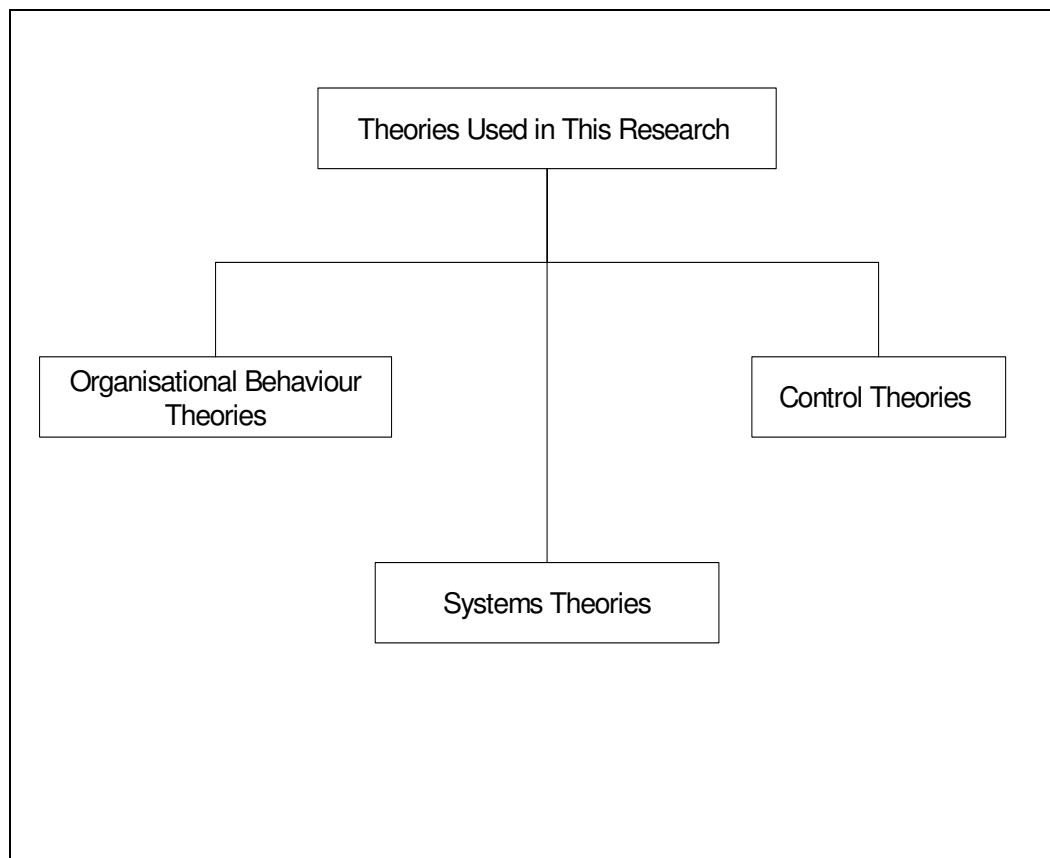 Theories Used in This Research
Organisational Behaviour
Theories
Control Theories
Systems Theories